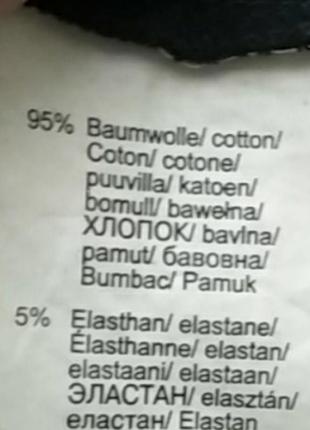 95% Baumwolle/ cotton/
Coton/ cotone/
puuvilla/ katoen/
bomull/ bawełna/
ХЛОПОК/ bavlna/
pamut/ бавовна/
Bumbac/ Pamuk
5% Elasthan/ elastane/
Élasthanne/ elastan/
elastaani/ elastaan/
ЭЛАСТАН/ elasztán/
еластан/ Elastan